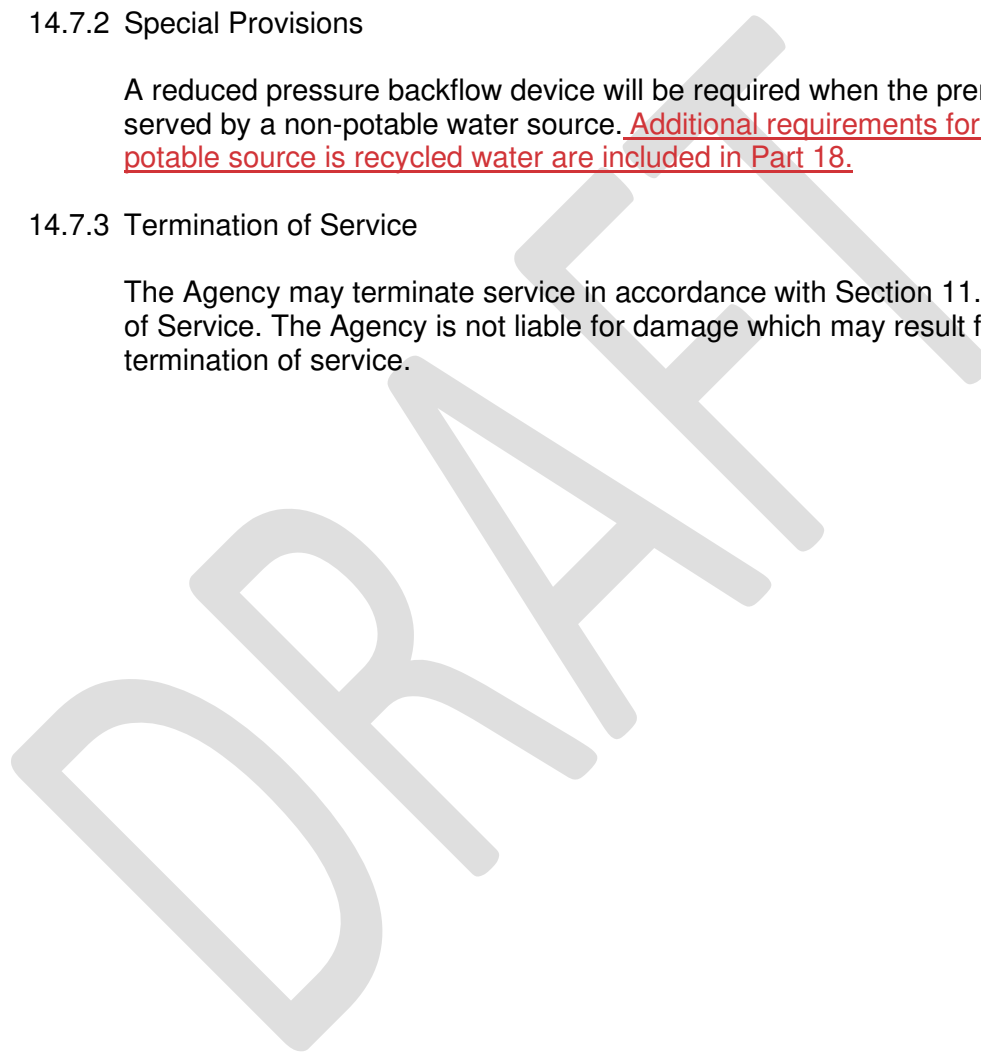 14.7.2 Special Provisions
A reduced pressure backflow device will be required when the
served by a non-potable water source. Additional requirements for
potable source is recycled water are included in Part 18.
14.7.3 Termination of Service
The Agency may terminate service in accordance with Section 11.
of Service. The Agency is not liable for damage which may result
termination of service.
DRAFT